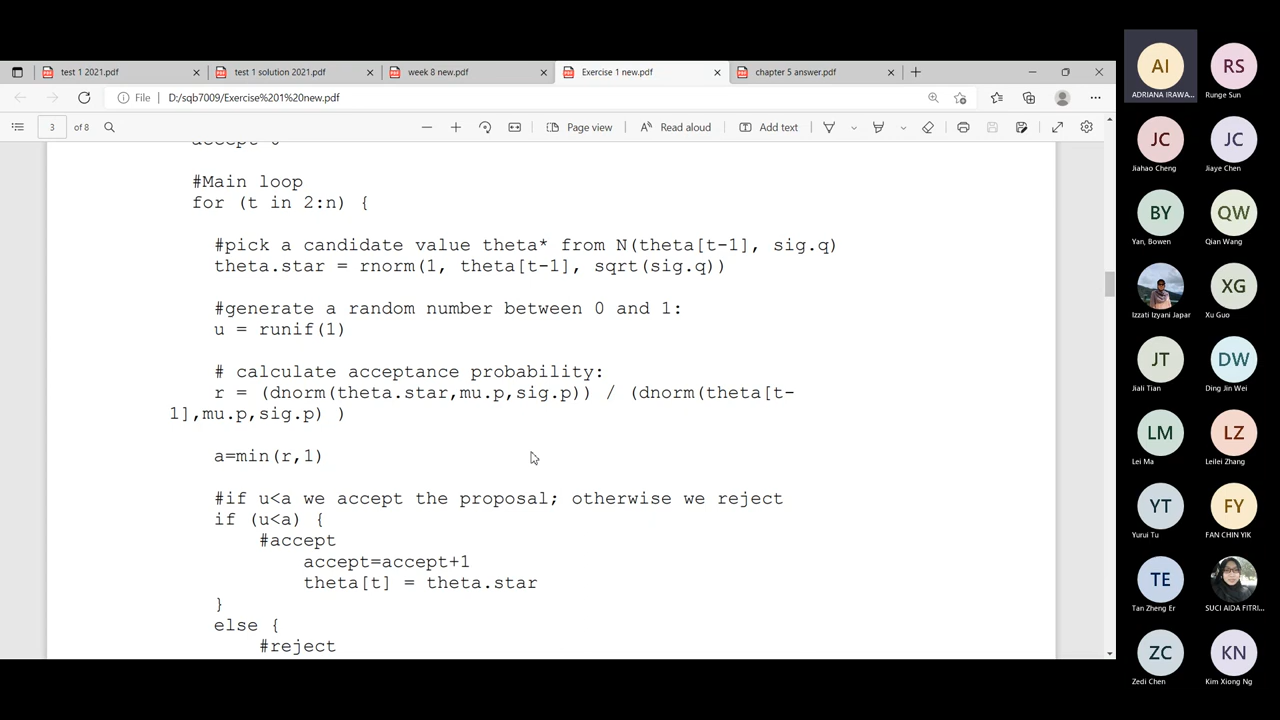 test 1 2021.pdf
test 1 solution 2021.pdf
week 8 new.pdf
Exercise 1 new.pdf
chapter 5 answer.pdf
File
D:/sqb7009/Exercise%201%20new.pdf
3
of 8
Page view
Read aloud
Add text
#Main loop
for (t in 2:n) {
#pick a candidate value theta* from N(theta[t-1], sig.q)
theta.star = rnorm(1, theta[t-1], sqrt(sig.q))
#generate a random number between 0 and 1:
u = runif(1)
# calculate acceptance probability:
r = (dnorm(theta.star,mu.p,sig.p)) / (dnorm(theta[t-
1],mu.p,sig.p) )
a=min(r,1)
#if u<a we accept the proposal; otherwise we reject
if (u<a) {
#accept
accept=accept+1
theta[t] = theta.star
}
else {
#reject
AI
ADRIANA IRAWA...
RS
Runge Sun
JC
Jiahao Cheng
JC
Jiaye Chen
BY
Yan, Bowen
QW
Qian Wang
Izzati Izyani Japar
XG
Xu Guo
JT
Jiali Tian
DW
Ding Jin Wei
LM
Lei Ma
LZ
Leilei Zhang
YT
Yurui Tu
FY
FAN CHIN YIK
TE
Tan Zheng Er
SUCI AIDA FITRI...
ZC
Zedi Chen
KN
Kim Xiong Ng